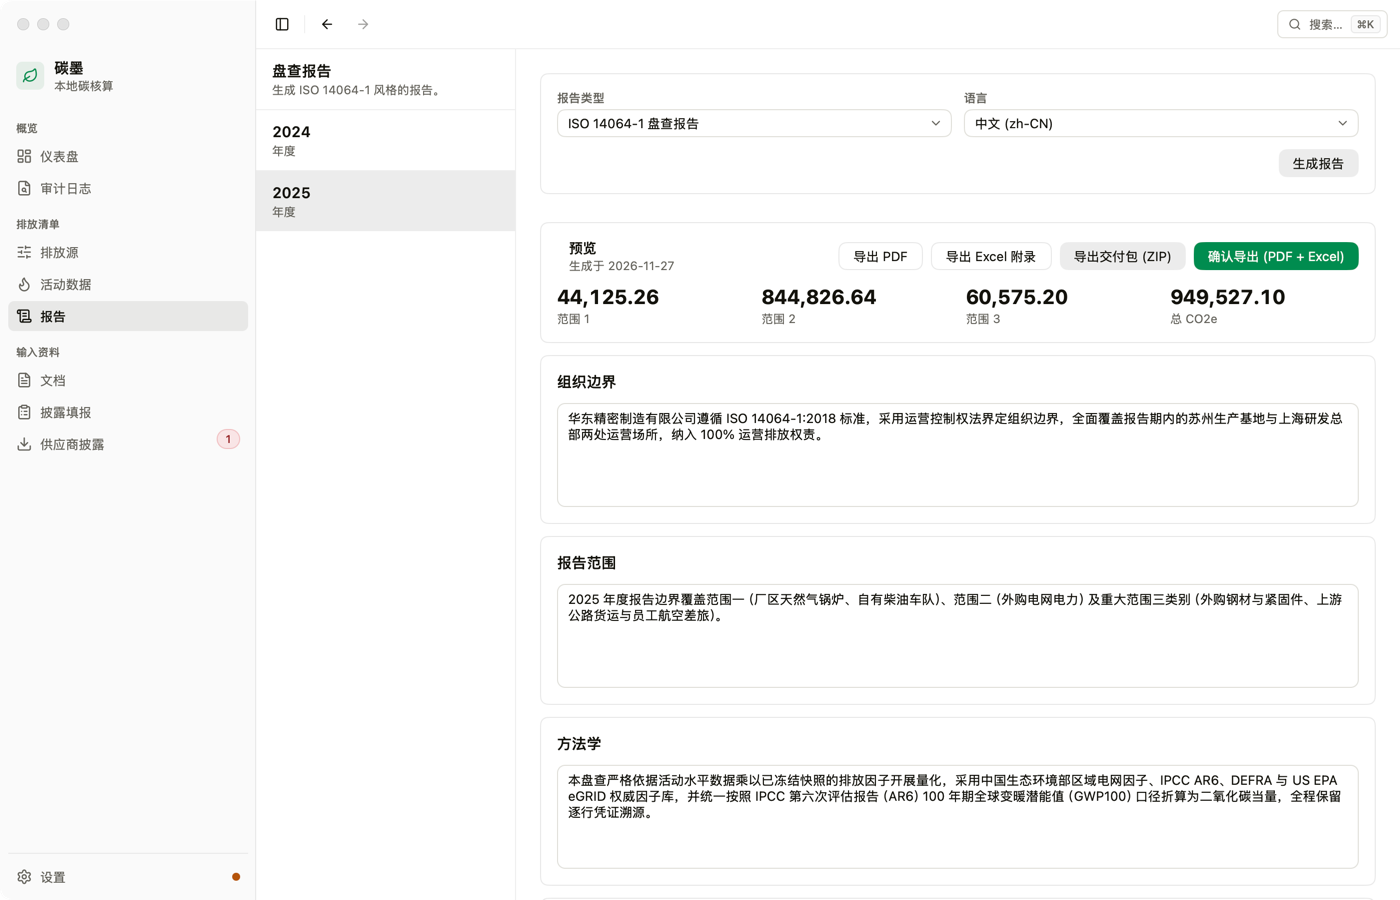 搜索... ⌘K
碳墨
本地碳核算
概览
仪表盘
审计日志
排放清单
排放源
活动数据
报告
输入资料
文档
披露填报
供应商披露 1
设置
盘查报告
生成 ISO 14064-1 风格的报告。
2024
年度
2025
年度
报告类型
ISO 14064-1 盘查报告
语言
中文 (zh-CN)
生成报告
预览
生成于 2026-11-27
导出 PDF
导出 Excel 附录
导出交付包 (ZIP)
确认导出 (PDF + Excel)
44,125.26
范围 1
844,826.64
范围 2
60,575.20
范围 3
949,527.10
总 CO2e
组织边界
华东精密制造有限公司遵循 ISO 14064-1:2018 标准，采用运营控制权法界定组织边界，全面覆盖报告期内的苏州生产基地与上海研发总
部两处运营场所，纳入 100% 运营排放权责。
报告范围
2025 年度报告边界覆盖范围一 (厂区天然气锅炉、自有柴油车队)、范围二 (外购电网电力) 及重大范围三类别 (外购钢材与紧固件、上游
公路货运与员工航空差旅)。
方法学
本盘查严格依据活动水平数据乘以已冻结快照的排放因子开展量化，采用中国生态环境部区域电网因子、IPCC AR6、DEFRA 与 US EPA
eGRID 权威因子库，并统一按照 IPCC 第六次评估报告 (AR6) 100 年期全球变暖潜能值 (GWP100) 口径折算为二氧化碳当量，全程保留
逐行凭证溯源。